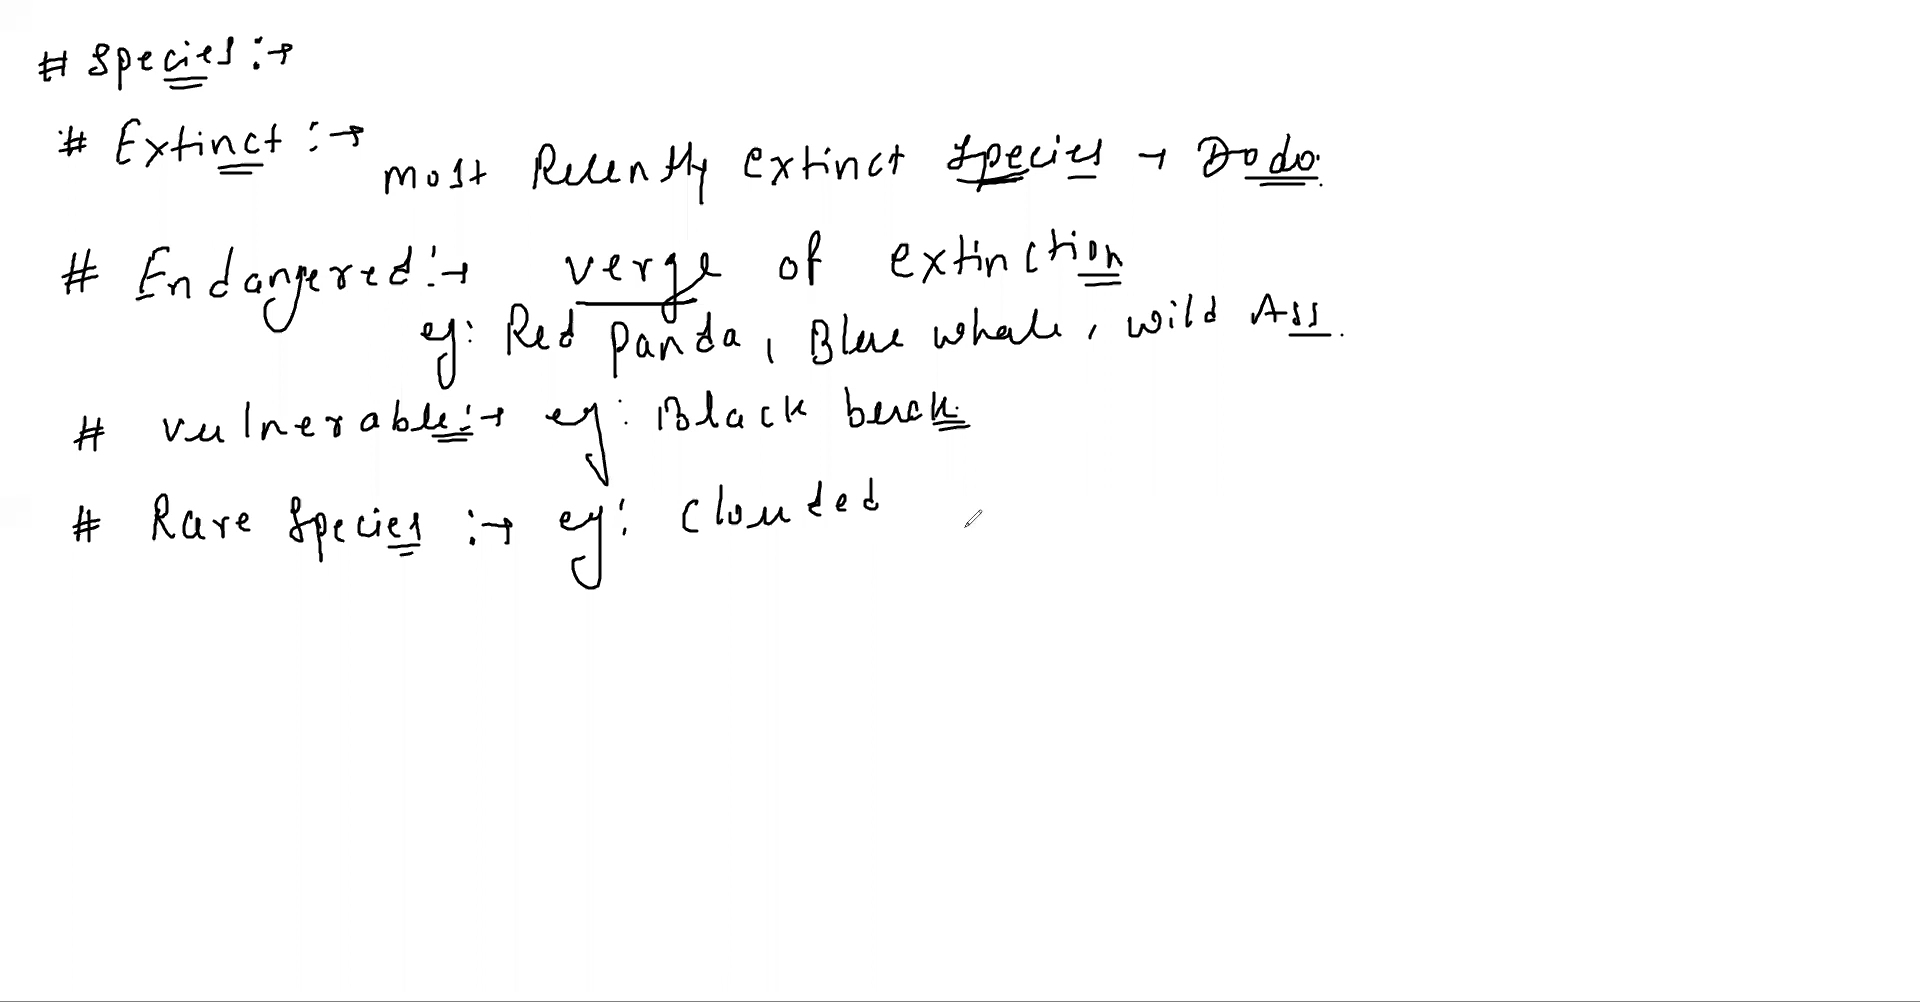 # Species :→
# Extinct :→ most Recently extinct species → Dodo.
# Endangered :→ verge of extinction
eg: Red panda, Blue whale, wild Ass.
# vulnerable :→ eg: Black buck.
# Rare Species :→ eg: Clouded